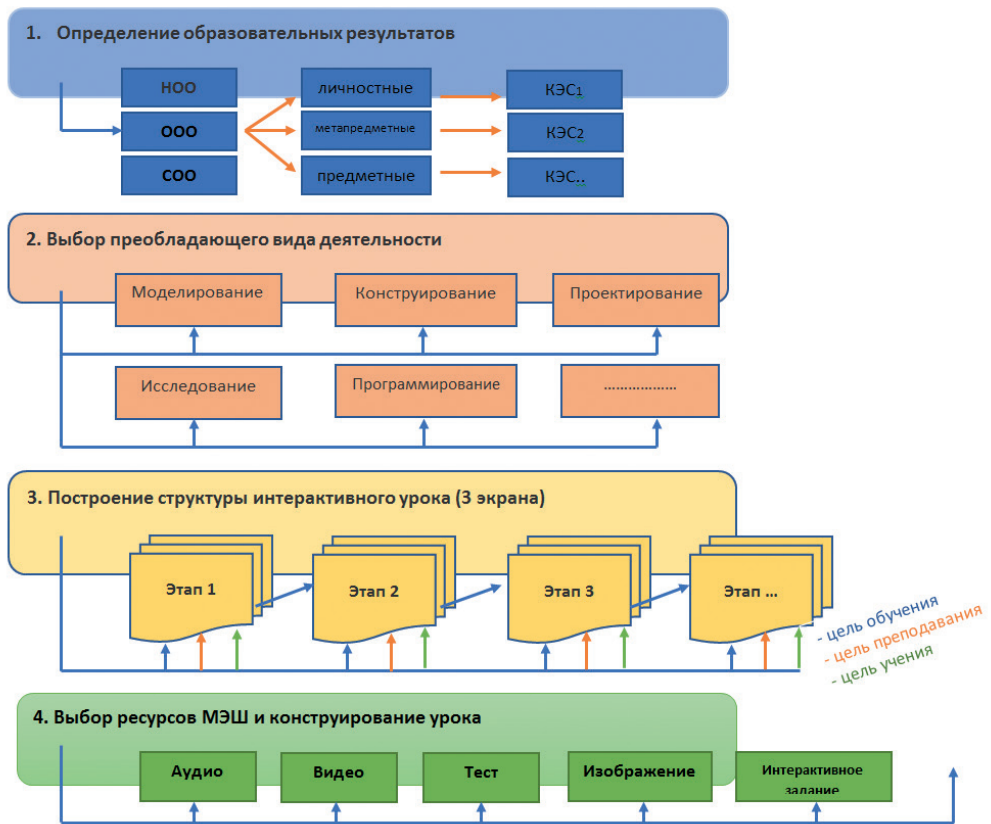 1. Определение образовательных результатов
НОО
личностные
КЭС1
ООО
метапредметные
КЭС2
СОО
предметные
КЭС..
2. Выбор преобладающего вида деятельности
Моделирование
Конструирование
Проектирование
Исследование
Программирование
..................
3. Построение структуры интерактивного урока (3 экрана)
Этап 1
Этап 2
Этап 3
Этап ...
- цель обучения
- цель преподавания
- цель учения
4. Выбор ресурсов МЭШ и конструирование урока
Аудио
Видео
Тест
Изображение
Интерактивное
задание